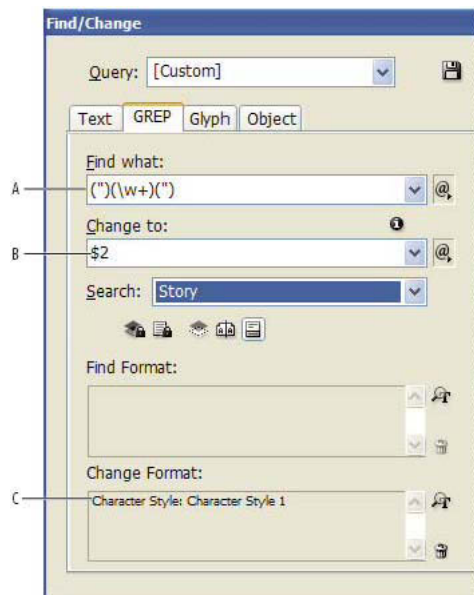 Find/Change
Query: [Custom]
Text GREP Glyph Object
Find what:
A
(")(\w+)(")
Change to:
B
$2
Search: Story
Find Format:
Change Format:
C
Character Style: Character Style 1